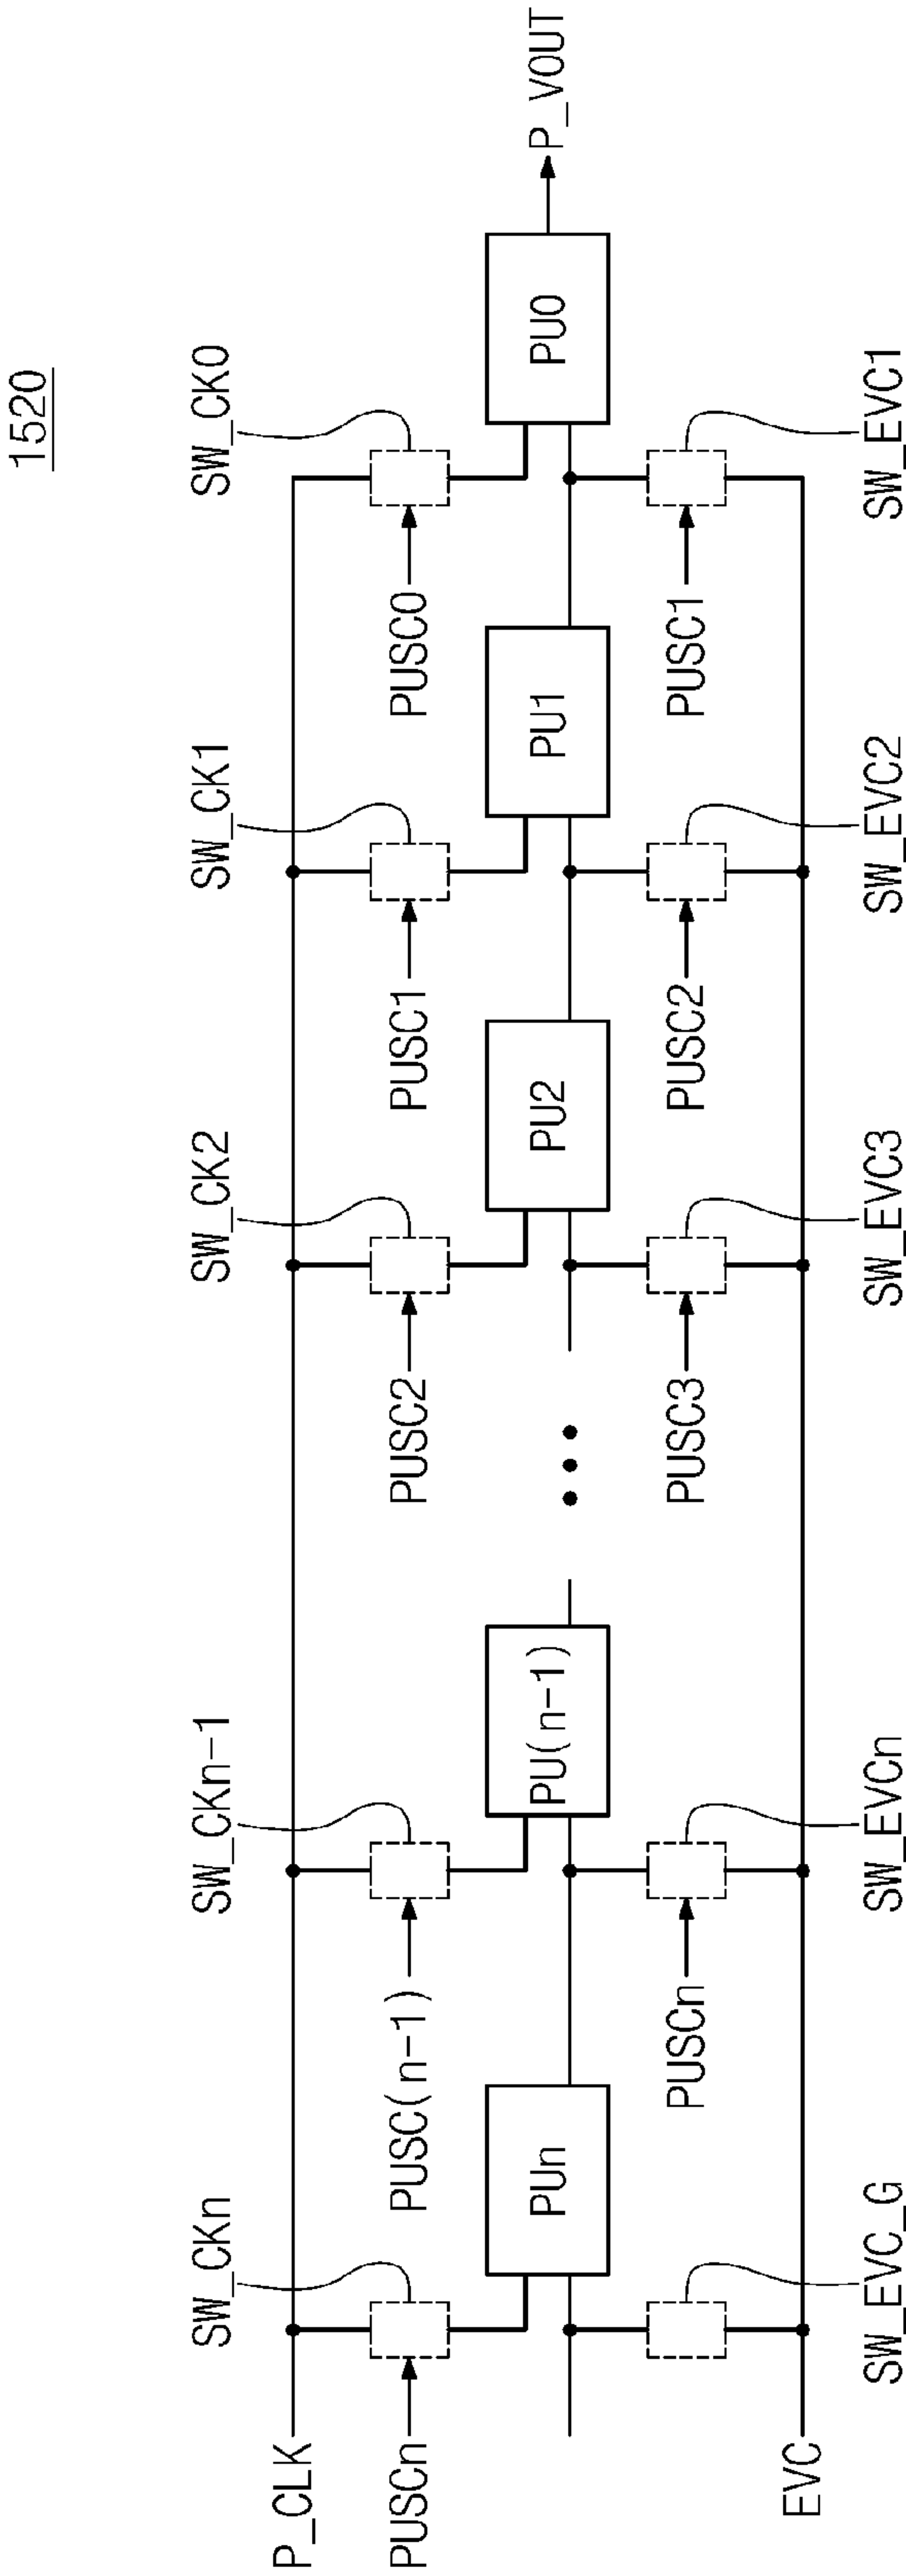 1520
SW_CKn
SW_CKn-1
SW_CK2
SW_CK1
SW_CK0
P_CLK
PUSCn
PUSC(n-1)
PUSC2
PUSC1
PUSC0
PUn
PU(n-1)
PU2
PU1
PU0
P_VOUT
PUSCn
PUSC3
PUSC2
PUSC1
EVC
SW_EVC_G
SW_EVCn
SW_EVC3
SW_EVC2
SW_EVC1